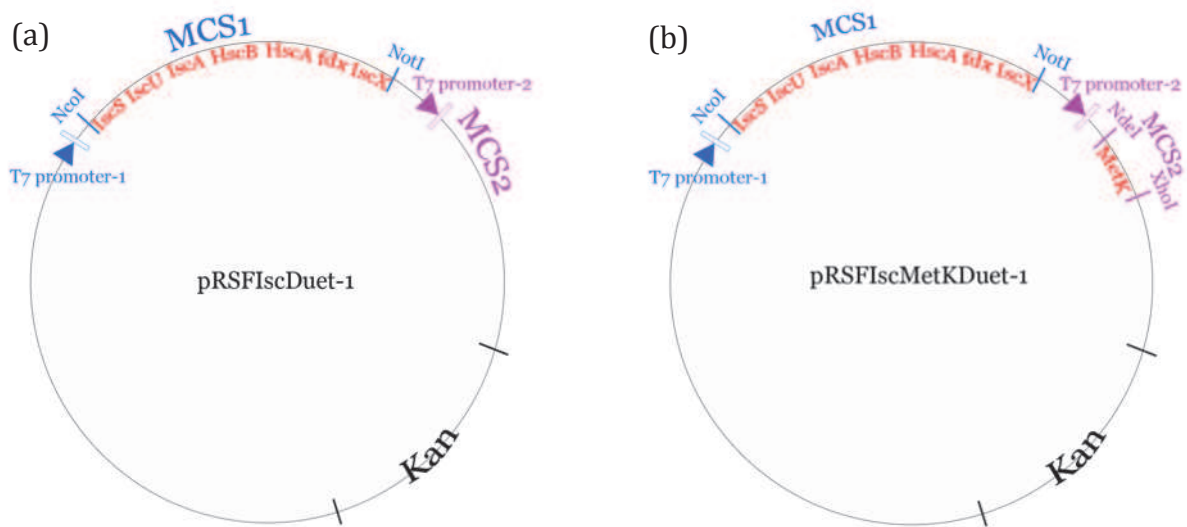 (a)
MCS1
IscS IscU IscA HscB HscA fdx IscX
NcoI
NotI
T7 promoter-1
T7 promoter-2
MCS2
pRSFIscDuet-1
Kan
(b)
MCS1
IscS IscU IscA HscB HscA fdx IscX
NcoI
NotI
T7 promoter-1
T7 promoter-2
NdeI
MCS2
MetK
XhoI
pRSFIscMetKDuet-1
Kan